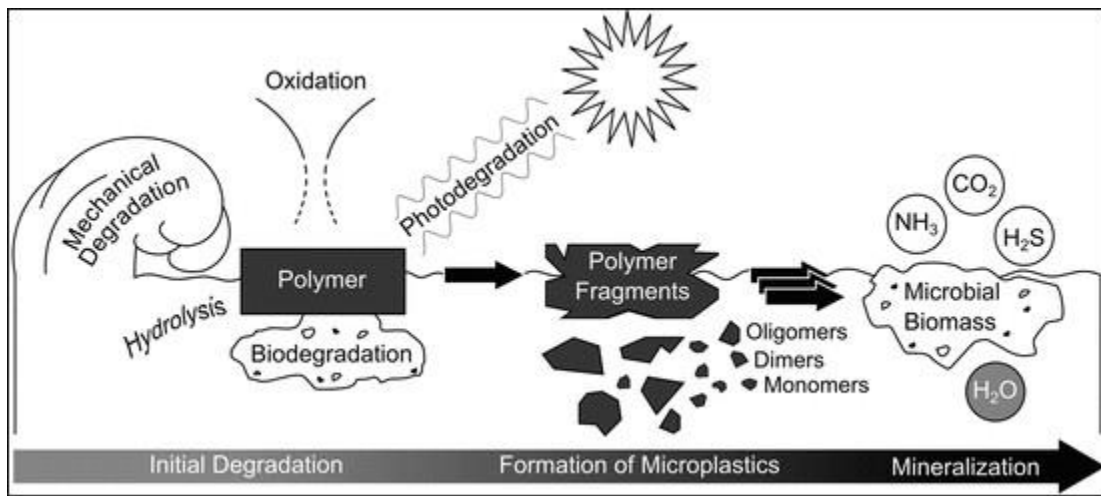 Oxidation
Photodegradation
Mechanical
Degradation
Hydrolysis
Polymer
Biodegradation
Polymer
Fragments
Oligomers
Dimers
Monomers
CO₂
NH₃
H₂S
Microbial
Biomass
H₂O
Initial Degradation
Formation of Microplastics
Mineralization